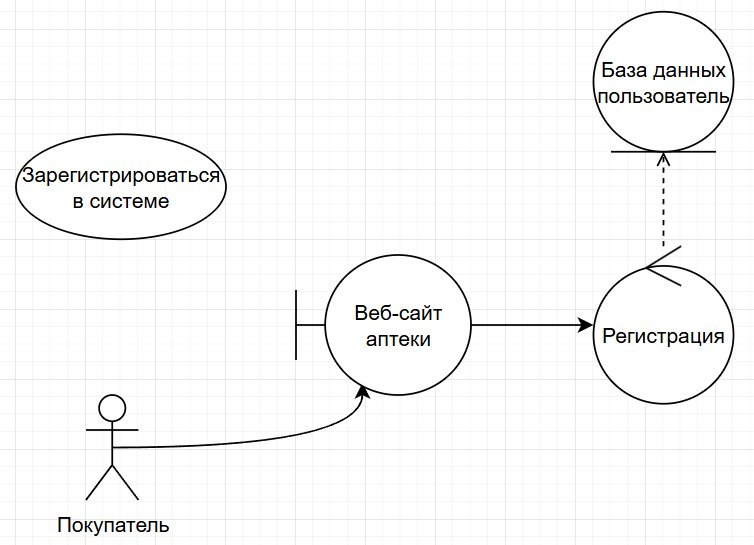 База данных
пользователь
Зарегистрироваться
в системе
Веб-сайт
аптеки
Регистрация
Покупатель